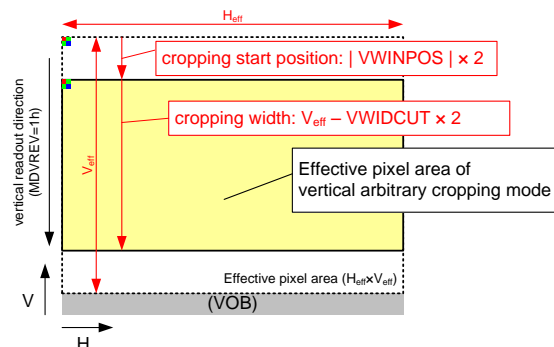 H_eff
cropping start position: | VWINPOS | × 2
cropping width: V_eff – VWIDCUT × 2
vertical readout direction
(MDVREV=1h)
V_eff
Effective pixel area of
vertical arbitrary cropping mode
Effective pixel area (H_eff×V_eff)
(VOB)
V
H